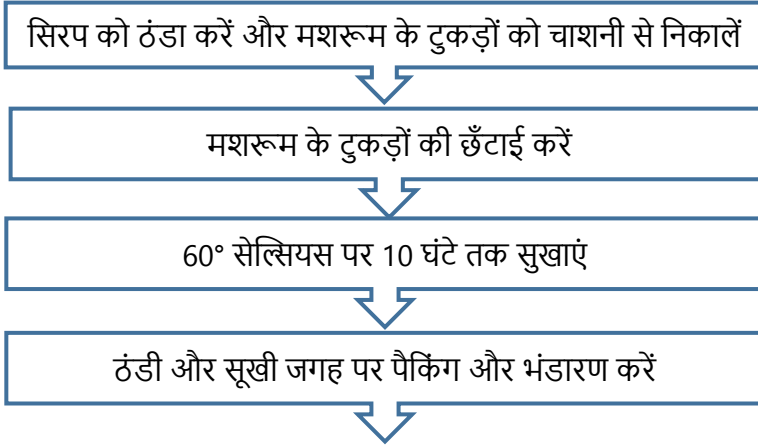 सिरप को ठंडा करें और मशरूम के टुकड़ों को चाशनी से निकालें
मशरूम के टुकड़ों की छँटाई करें
60° सेल्सियस पर 10 घंटे तक सुखाएं
ठंडी और सूखी जगह पर पैकिंग और भंडारण करें